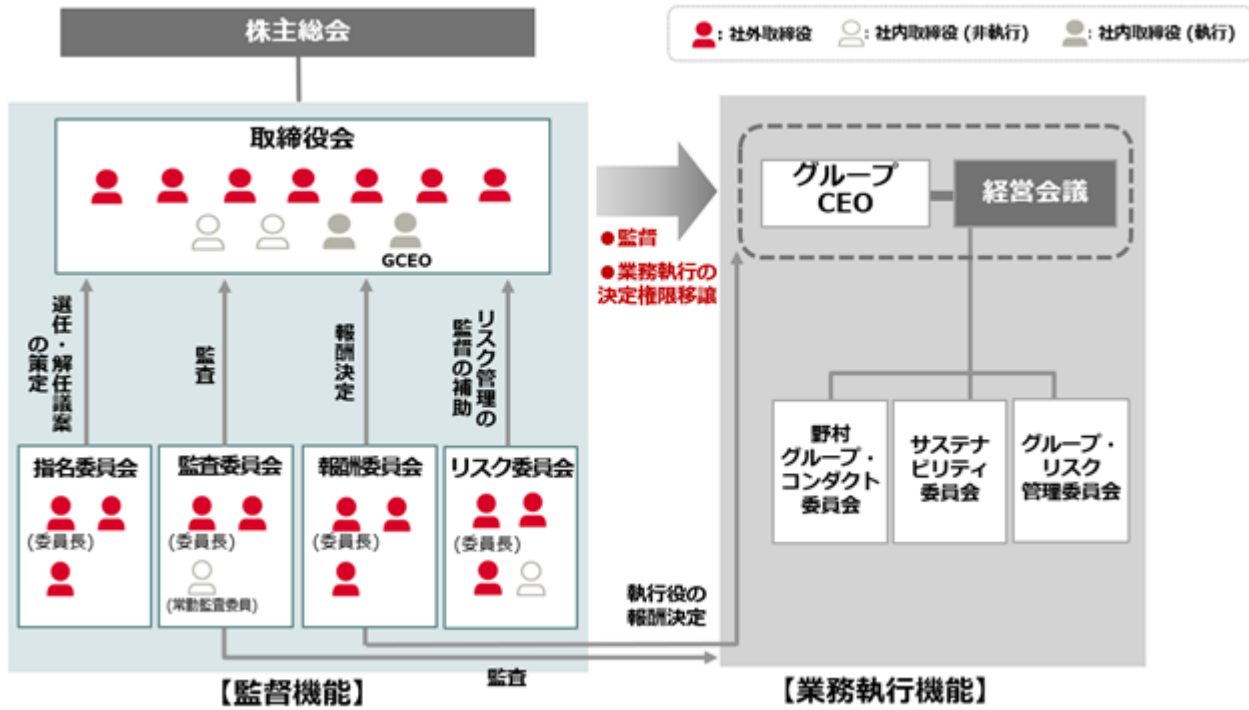 株主総会
: 社外取締役
: 社内取締役 (非執行)
: 社内取締役 (執行)
取締役会
GCEO
選任・解任議案
の策定
監査
報酬決定
リスク管理の
監督の補助
指名委員会
(委員長)
監査委員会
(委員長)
(常勤監査委員)
報酬委員会
(委員長)
リスク委員会
(委員長)
●監督
●業務執行の
決定権限移譲
グループ
CEO
経営会議
野村
グループ・
コンダクト
委員会
サステナ
ビリティ
委員会
グループ・
リスク
管理委員会
執行役の
報酬決定
監査
【監督機能】
【業務執行機能】